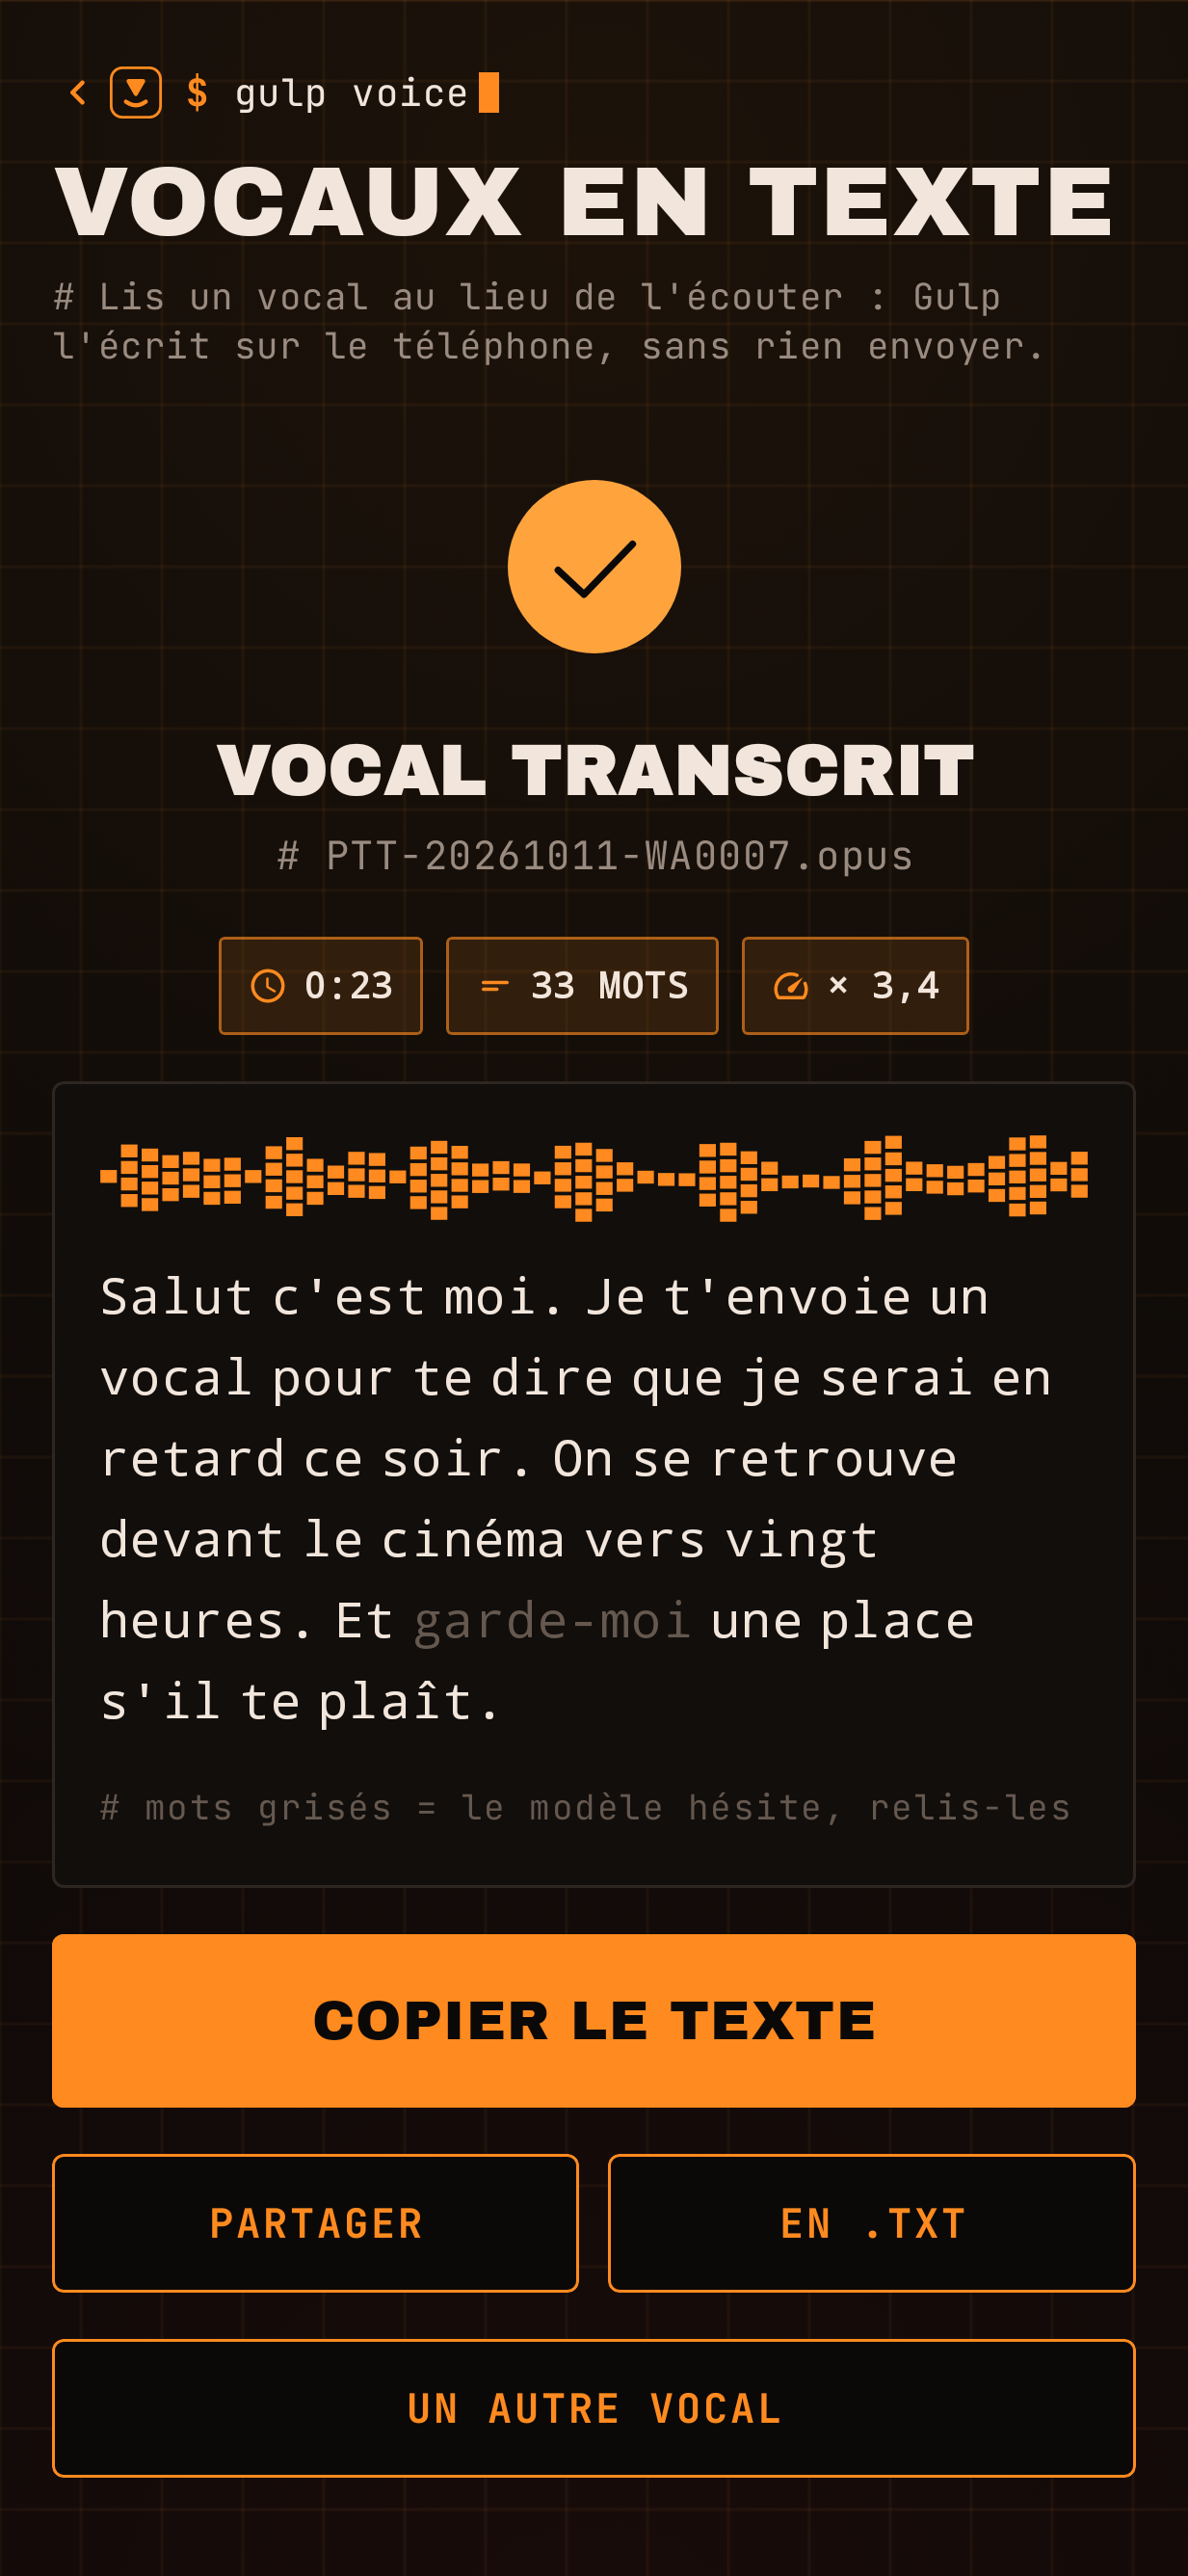 $ gulp voice
VOCAUX EN TEXTE
# Lis un vocal au lieu de l'écouter : Gulp
l'écrit sur le téléphone, sans rien envoyer.
VOCAL TRANSCRIT
# PTT-20261011-WA0007.opus
0:23 33 MOTS × 3,4
Salut c'est moi. Je t'envoie un
vocal pour te dire que je serai en
retard ce soir. On se retrouve
devant le cinéma vers vingt
heures. Et garde-moi une place
s'il te plaît.
# mots grisés = le modèle hésite, relis-les
COPIER LE TEXTE
PARTAGER EN .TXT
UN AUTRE VOCAL